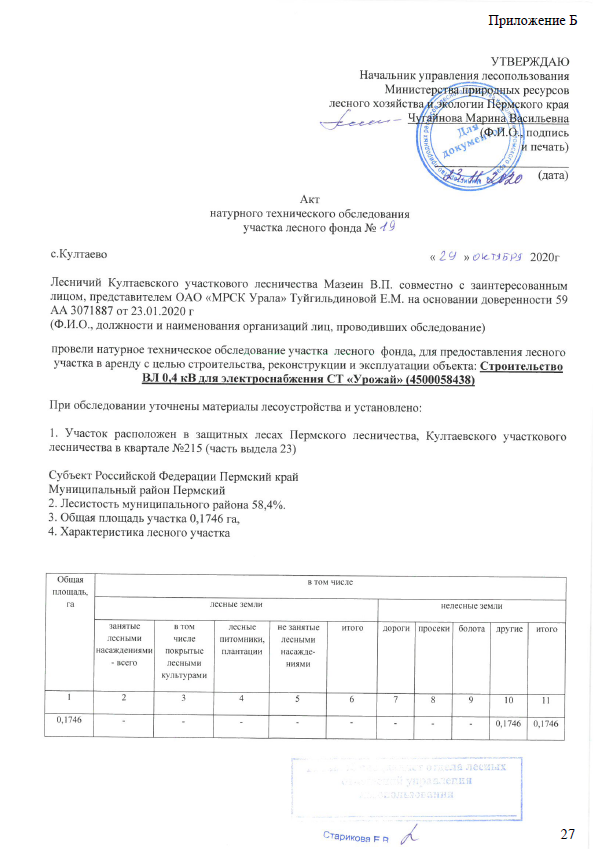 Приложение Б
УТВЕРЖДАЮ
Начальник управления лесопользования
Министерства природных ресурсов
лесного хозяйства и экологии Пермского края
Чугайнова Марина Васильевна
(Ф.И.О., подпись
и печать)
Для документов
23.11.2020
(дата)
Акт
натурного технического обследования
участка лесного фонда № 19
с.Култаево « 29 » октября 2020г
Лесничий Култаевского участкового лесничества Мазеин В.П. совместно с заинтересованным
лицом, представителем ОАО «МРСК Урала» Туйгильдиновой Е.М. на основании доверенности 59
АА 3071887 от 23.01.2020 г
(Ф.И.О., должности и наименования организаций лиц, проводивших обследование)
провели натурное техническое обследование участка лесного фонда, для предоставления лесного
участка в аренду с целью строительства, реконструкции и эксплуатации объекта: Строительство
ВЛ 0,4 кВ для электроснабжения СТ «Урожай» (4500058438)
При обследовании уточнены материалы лесоустройства и установлено:
1. Участок расположен в защитных лесах Пермского лесничества, Култаевского участкового
лесничества в квартале №215 (часть выдела 23)
Субъект Российской Федерации Пермский край
Муниципальный район Пермский
2. Лесистость муниципального района 58,4%.
3. Общая площадь участка 0,1746 га,
4. Характеристика лесного участка
Общая площадь, га
в том числе
лесные земли нелесные земли
занятые лесными насаждениями - всего
в том числе покрытые лесными культурами
лесные питомники, плантации
не занятые лесными насажде-ниями
итого дороги просеки болота другие итого
1 2 3 4 5 6 7 8 9 10 11
0,1746 - - - - - - - - 0,1746 0,1746
отдела лесных
управления
лесопользования
Старикова Е.В.
27